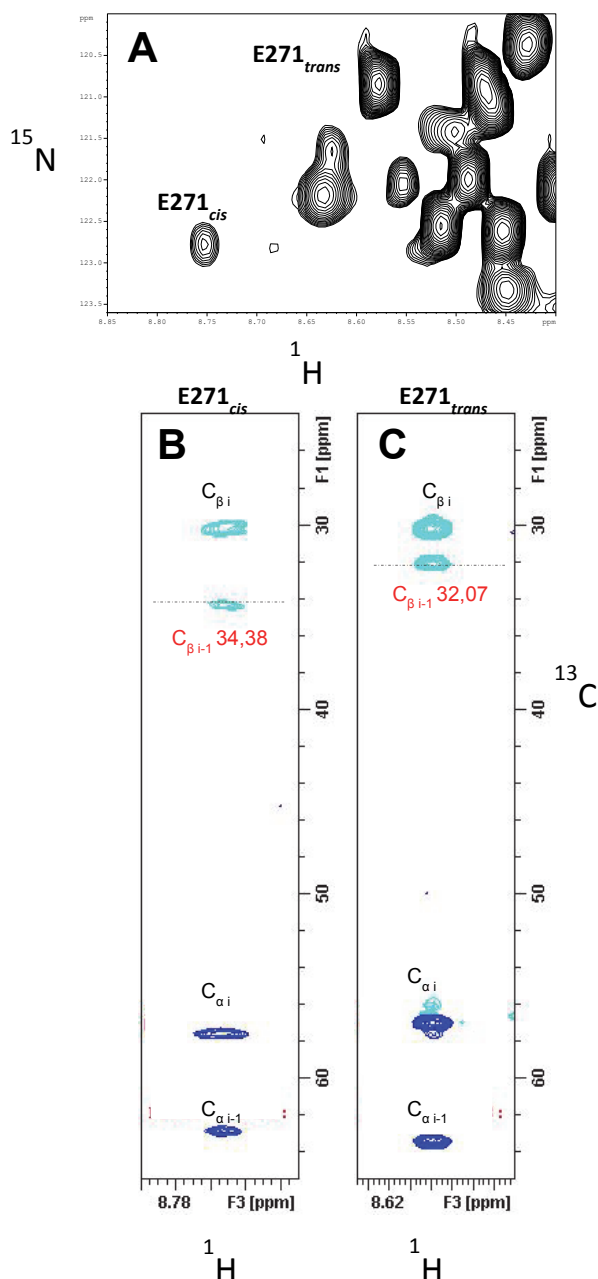 ppm
A
120.5
E271trans
121.0
15N
121.5
122.0
E271cis
122.5
123.0
123.5
8.85 8.80 8.75 8.70 8.65 8.60 8.55 8.50 8.45 ppm
1H
E271cis
E271trans
B
C
F1 [ppm]
F1 [ppm]
Cβ i
Cβ i
30
30
Cβ i-1 34,38
Cβ i-1 32,07
40
40
13C
50
50
Cα i
Cα i
60
60
Cα i-1
Cα i-1
8.78 F3 [ppm]
8.62 F3 [ppm]
1H
1H